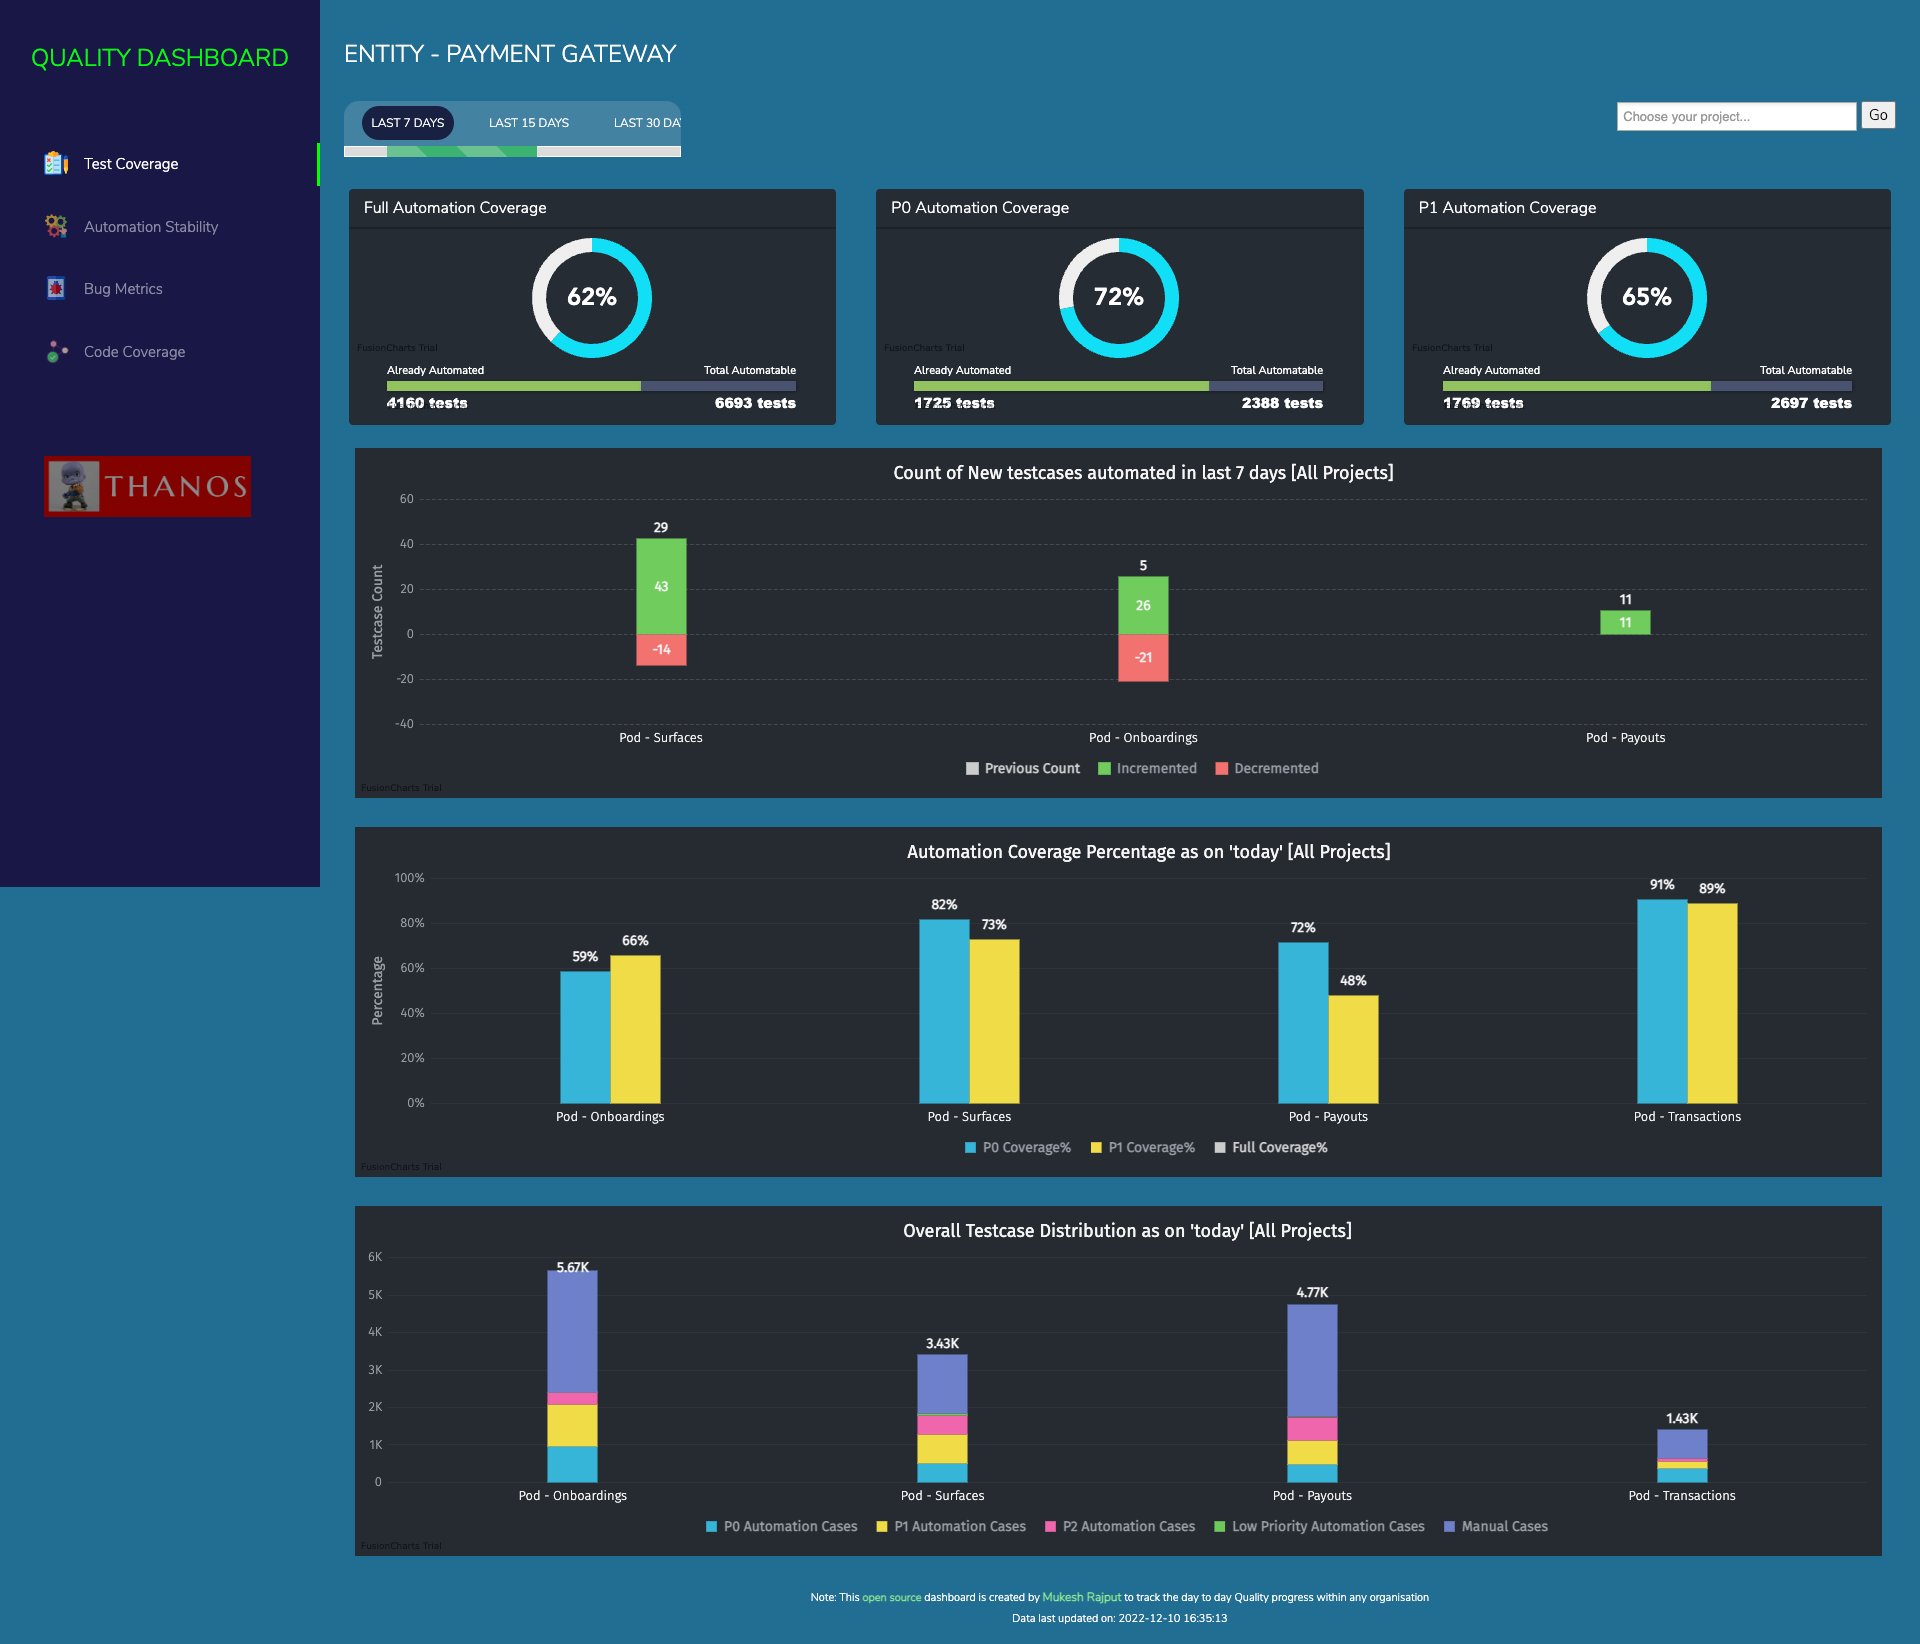 QUALITY DASHBOARD
Test Coverage
Automation Stability
Bug Metrics
Code Coverage
THANOS
ENTITY - PAYMENT GATEWAY
LAST 7 DAYS LAST 15 DAYS LAST 30 DA
Choose your project... Go
Full Automation Coverage
62%
FusionCharts Trial
Already Automated Total Automatable
4160 tests 6693 tests
P0 Automation Coverage
72%
FusionCharts Trial
Already Automated Total Automatable
1725 tests 2388 tests
P1 Automation Coverage
65%
FusionCharts Trial
Already Automated Total Automatable
1769 tests 2697 tests
Count of New testcases automated in last 7 days [All Projects]
Testcase Count
60
40
20
0
-20
-40
29
43
-14
5
26
-21
11
11
Pod - Surfaces Pod - Onboardings Pod - Payouts
Previous Count Incremented Decremented
FusionCharts Trial
Automation Coverage Percentage as on 'today' [All Projects]
Percentage
100%
80%
60%
40%
20%
0%
59% 66%
82% 73%
72% 48%
91% 89%
Pod - Onboardings Pod - Surfaces Pod - Payouts Pod - Transactions
P0 Coverage% P1 Coverage% Full Coverage%
FusionCharts Trial
Overall Testcase Distribution as on 'today' [All Projects]
6K
5K
4K
3K
2K
1K
0
5.67K
3.43K
4.77K
1.43K
Pod - Onboardings Pod - Surfaces Pod - Payouts Pod - Transactions
P0 Automation Cases P1 Automation Cases P2 Automation Cases Low Priority Automation Cases Manual Cases
FusionCharts Trial
Note: This open source dashboard is created by Mukesh Rajput to track the day to day Quality progress within any organisation
Data last updated on: 2022-12-10 16:35:13